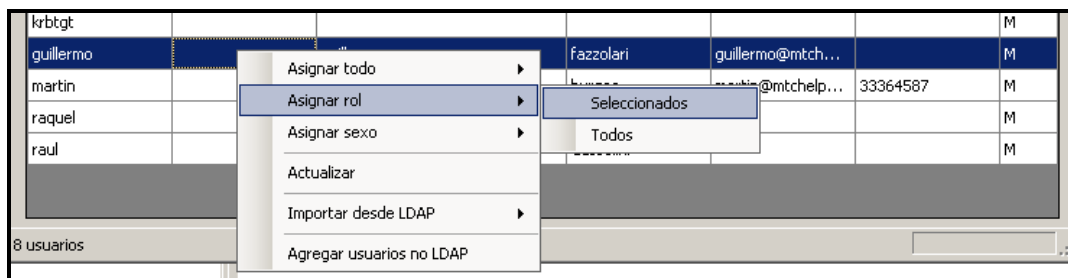 krbtgt M
guillermo fazzolari guillermo@mtch... M
martin @mtchelp... 33364587 M
raquel M
raul M
Asignar todo
Asignar rol
Asignar sexo
Actualizar
Importar desde LDAP
Agregar usuarios no LDAP
Seleccionados
Todos
8 usuarios